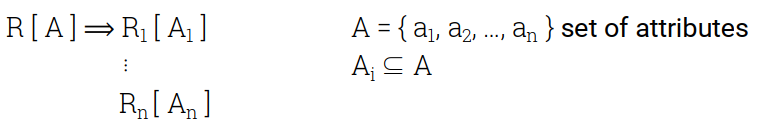 R [ A ] ⟹ R₁ [ A₁ ] A = { a₁, a₂, ..., aₙ } set of attributes
⋮ Aᵢ ⊆ A
Rₙ [ Aₙ ]